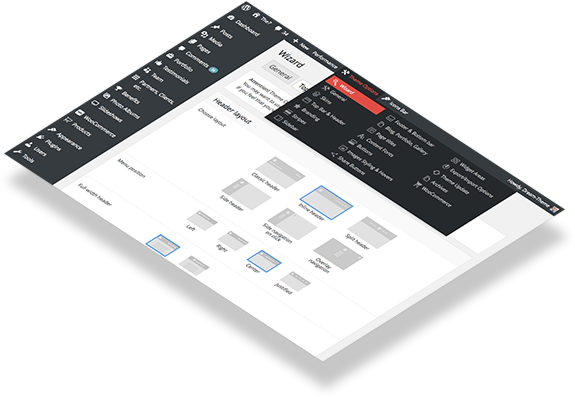 The7
34
New
Performance
Theme Options
Icons Bar
Howdy, Dream-Theme
Dashboard
Posts
Media
Pages
Comments
Portfolio
Testimonials
Team
Partners, Clients,
etc.
Benefits
Photo Albums
Slideshows
WooCommerce
Products
Appearance
Plugins
Users
Tools
Wizard
General
Skins
Top Bar & Header
Branding
Stripes
Sidebar
Footer & Bottom bar
Blog, Portfolio, Gallery
Page titles
Content fonts
Buttons
Images Styling & Hovers
Share buttons
Widget Areas
Export/Import Options
Theme Update
Archives
WooCommerce
Wizard
General
Header layout
Choose layout
Classic header
Inline header
Split header
Side header
Side navigation
on click
Overlay
navigation
Menu position
Left
Right
Center
Justified
Full width header